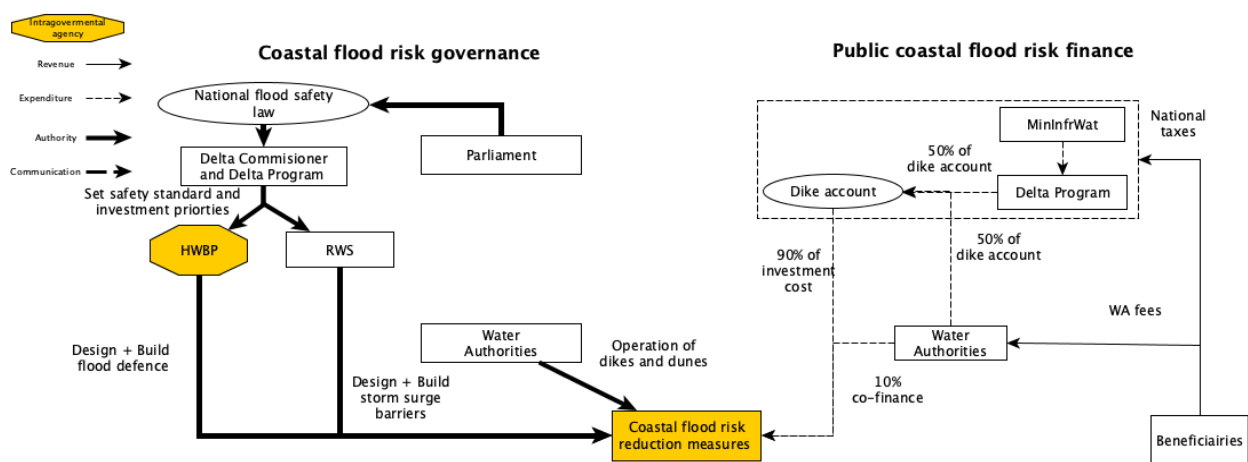 Intragovermental
agency
Revenue
Expenditure
Authority
Communication
Coastal flood risk governance
National flood safety
law
Parliament
Delta Commisioner
and Delta Program
Set safety standard and
investment priorties
HWBP
RWS
Design + Build
flood defence
Design + Build
storm surge
barriers
Water
Authorities
Operation of
dikes and dunes
Coastal flood risk
reduction measures
Public coastal flood risk finance
MinInfrWat
National
taxes
50% of
dike account
Dike account
Delta Program
90% of
investment
cost
50% of
dike account
WA fees
Water
Authorities
10%
co-finance
Beneficiairies